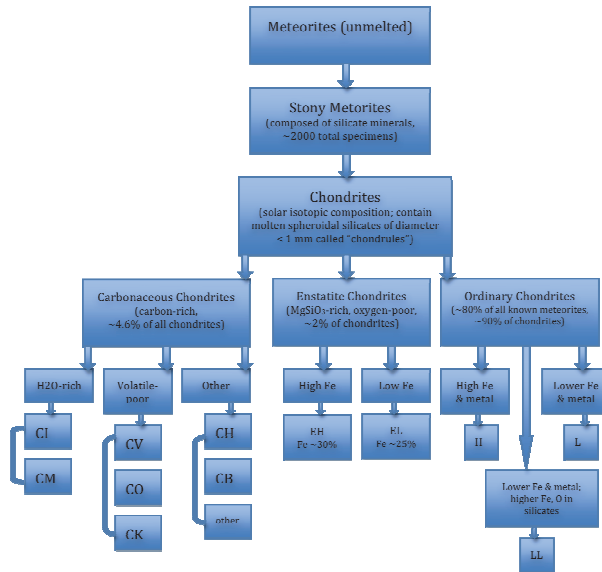 Meteorites (unmelted)
Stony Metorites
(composed of silicate minerals,
~2000 total specimens)
Chondrites
(solar isotopic composition; contain
molten spheroidal silicates of diameter
< 1 mm called “chondrules”)
Carbonaceous Chondrites
(carbon-rich,
~4.6% of all chondrites)
Enstatite Chondrites
(MgSiO3-rich, oxygen-poor,
~2% of chondrites)
Ordinary Chondrites
(~80% of all known meteorites,
~90% of chondrites)
H2O-rich
Volatile-
poor
Other
High Fe
Low Fe
High Fe
& metal
Lower Fe
& metal
CI
CM
CV
CO
CK
CH
CB
other
EH
Fe ~30%
EL
Fe ~25%
H
L
Lower Fe & metal;
higher Fe, O in
silicates
LL